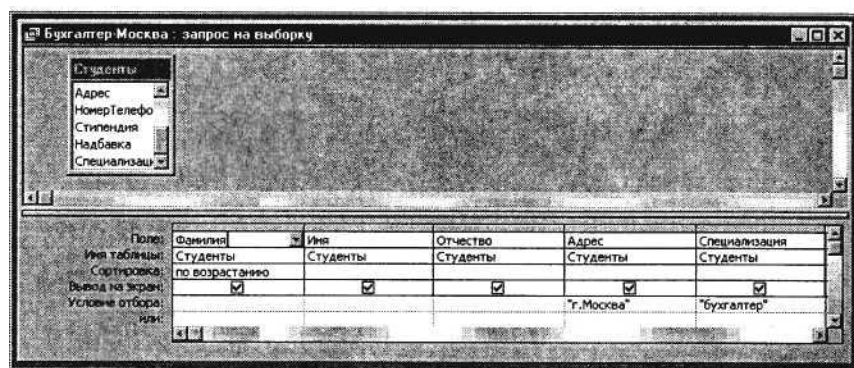 Бухгалтер-Москва : запрос на выборку
Студенты
Адрес
НомерТелефо
Стипендия
Надбавка
Специализаци
Поле: Фамилия Имя Отчество Адрес Специализация
Имя таблицы: Студенты Студенты Студенты Студенты Студенты
Сортировка: по возрастанию
Вывод на экран:
Условие отбора: "г.Москва" "бухгалтер"
или: